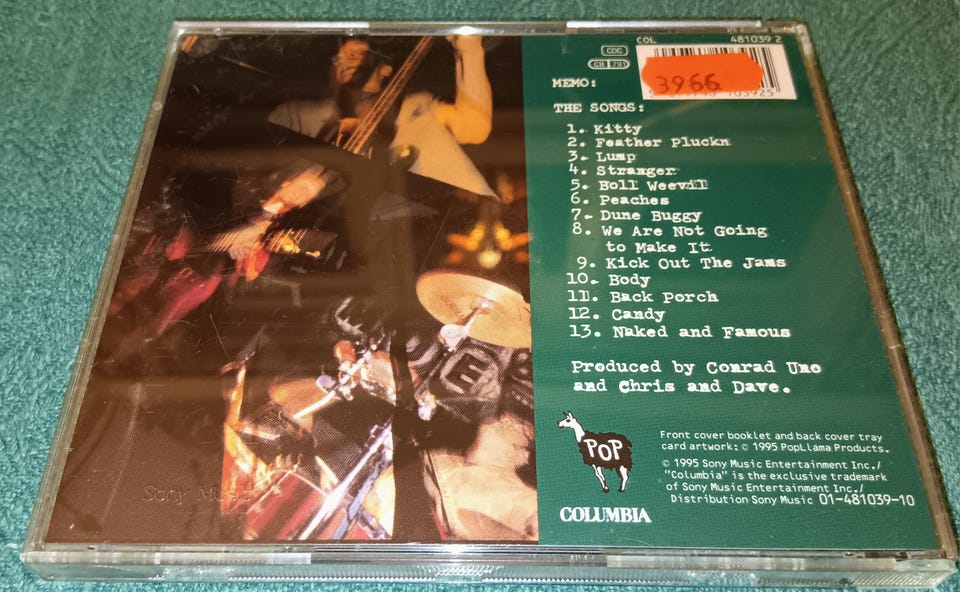 COL 481039 2
CDC
CB 791
3966
MEMO:
THE SONGS:
1. Kitty
2. Feather Pluckn
3. Lump
4. Stranger
5. Boll Weevil
6. Peaches
7. Dune Buggy
8. We Are Not Going
to Make It
9. Kick Out The Jams
10. Body
11. Back Porch
12. Candy
13. Naked and Famous
Produced by Conrad Uno
and Chris and Dave.
POP
Front cover booklet and back cover tray
card artwork: © 1995 PopLlama Products.
© 1995 Sony Music Entertainment Inc./
"Columbia" is the exclusive trademark
of Sony Music Entertainment Inc./
Distribution Sony Music 01-481039-10
COLUMBIA
Sony Music
E